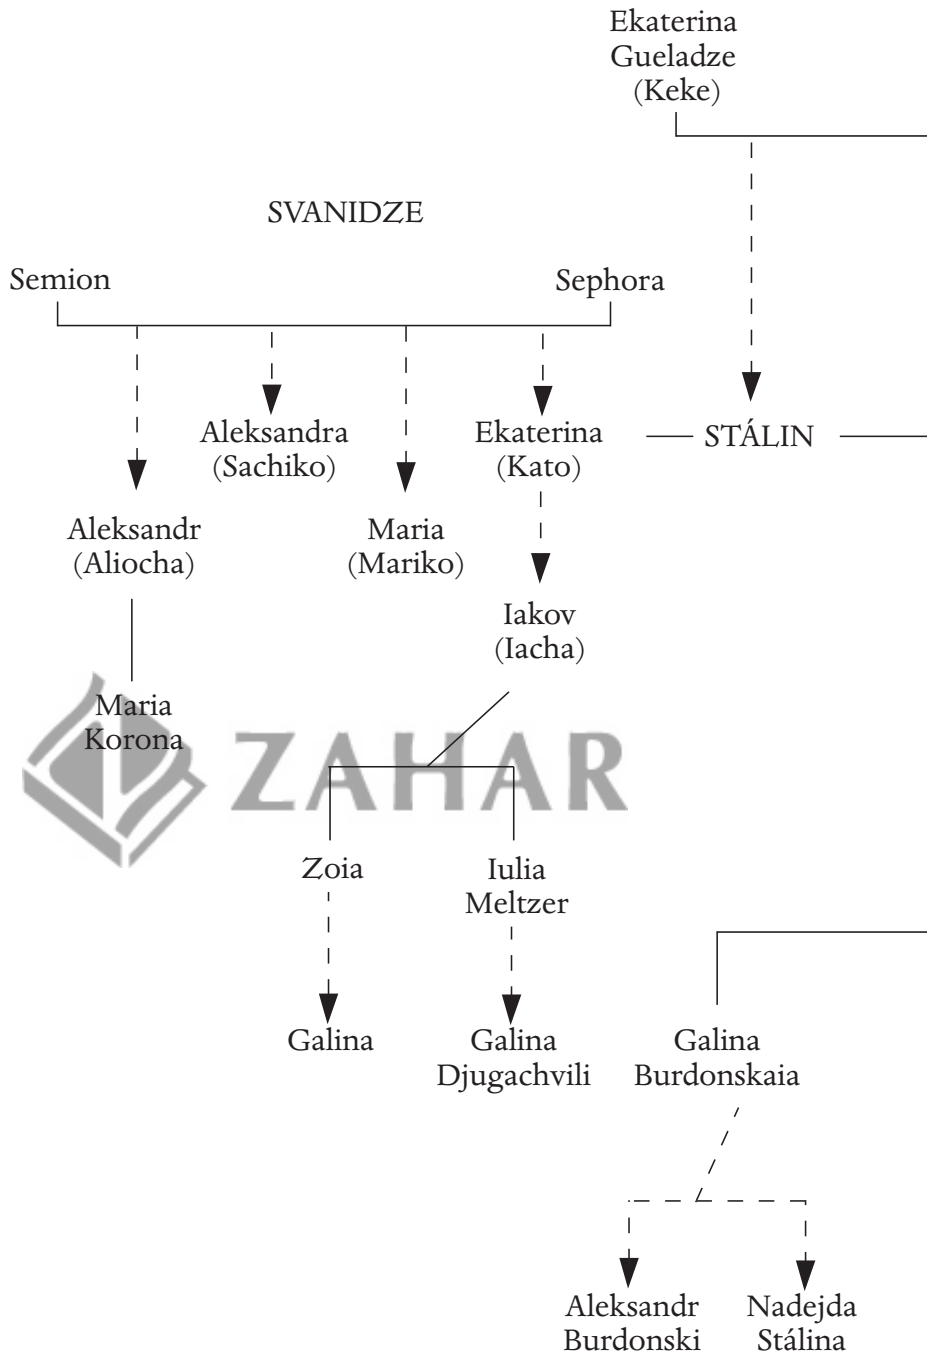 Ekaterina
Gueladze
(Keke)
SVANIDZE
Semion
Sephora
Aleksandra
(Sachiko)
Ekaterina
(Kato)
STÁLIN
Aleksandr
(Aliocha)
Maria
(Mariko)
Iakov
(Iacha)
Maria
Korona
ZAHAR
Zoia
Iulia
Meltzer
Galina
Galina
Djugachvili
Galina
Burdonskaia
Aleksandr
Burdonski
Nadejda
Stálina